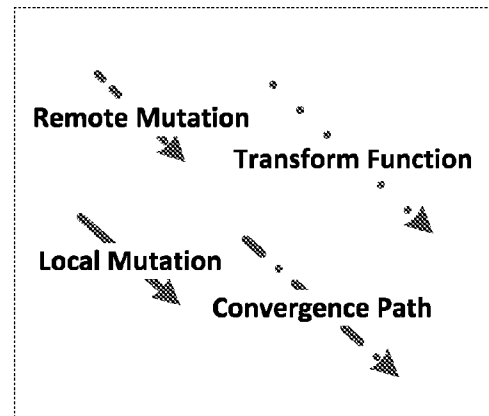 Remote Mutation
Transform Function
Local Mutation
Convergence Path